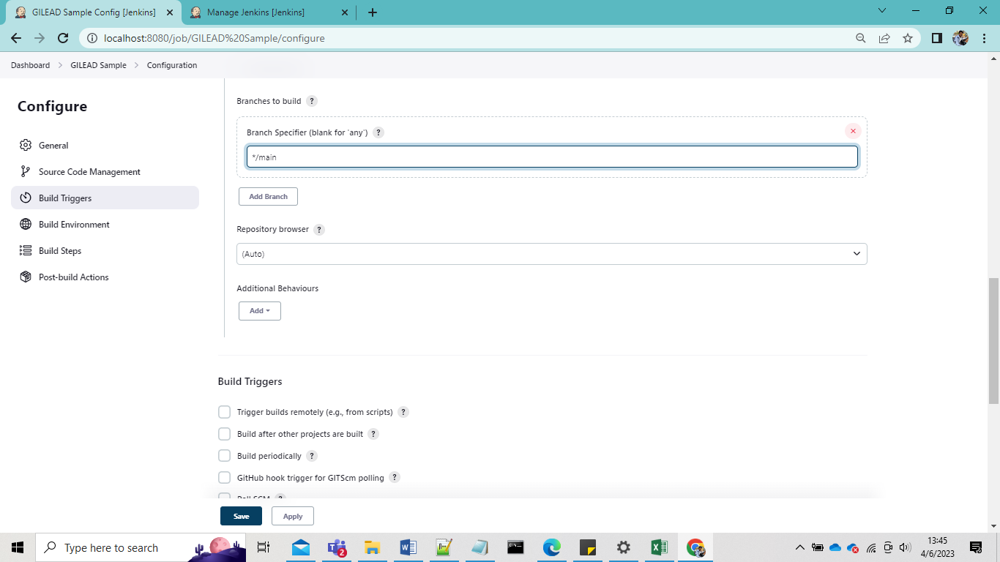 GILEAD Sample Config [Jenkins]
Manage Jenkins [Jenkins]
localhost:8080/job/GILEAD%20Sample/configure
Dashboard > GILEAD Sample > Configuration
Configure
General
Source Code Management
Build Triggers
Build Environment
Build Steps
Post-build Actions
Branches to build ?
Branch Specifier (blank for 'any') ?
*/main
Add Branch
Repository browser ?
(Auto)
Additional Behaviours
Add
Build Triggers
Trigger builds remotely (e.g., from scripts) ?
Build after other projects are built ?
Build periodically ?
GitHub hook trigger for GITScm polling ?
Poll SCM ?
Save
Apply
Type here to search
2
13:45
4/6/2023